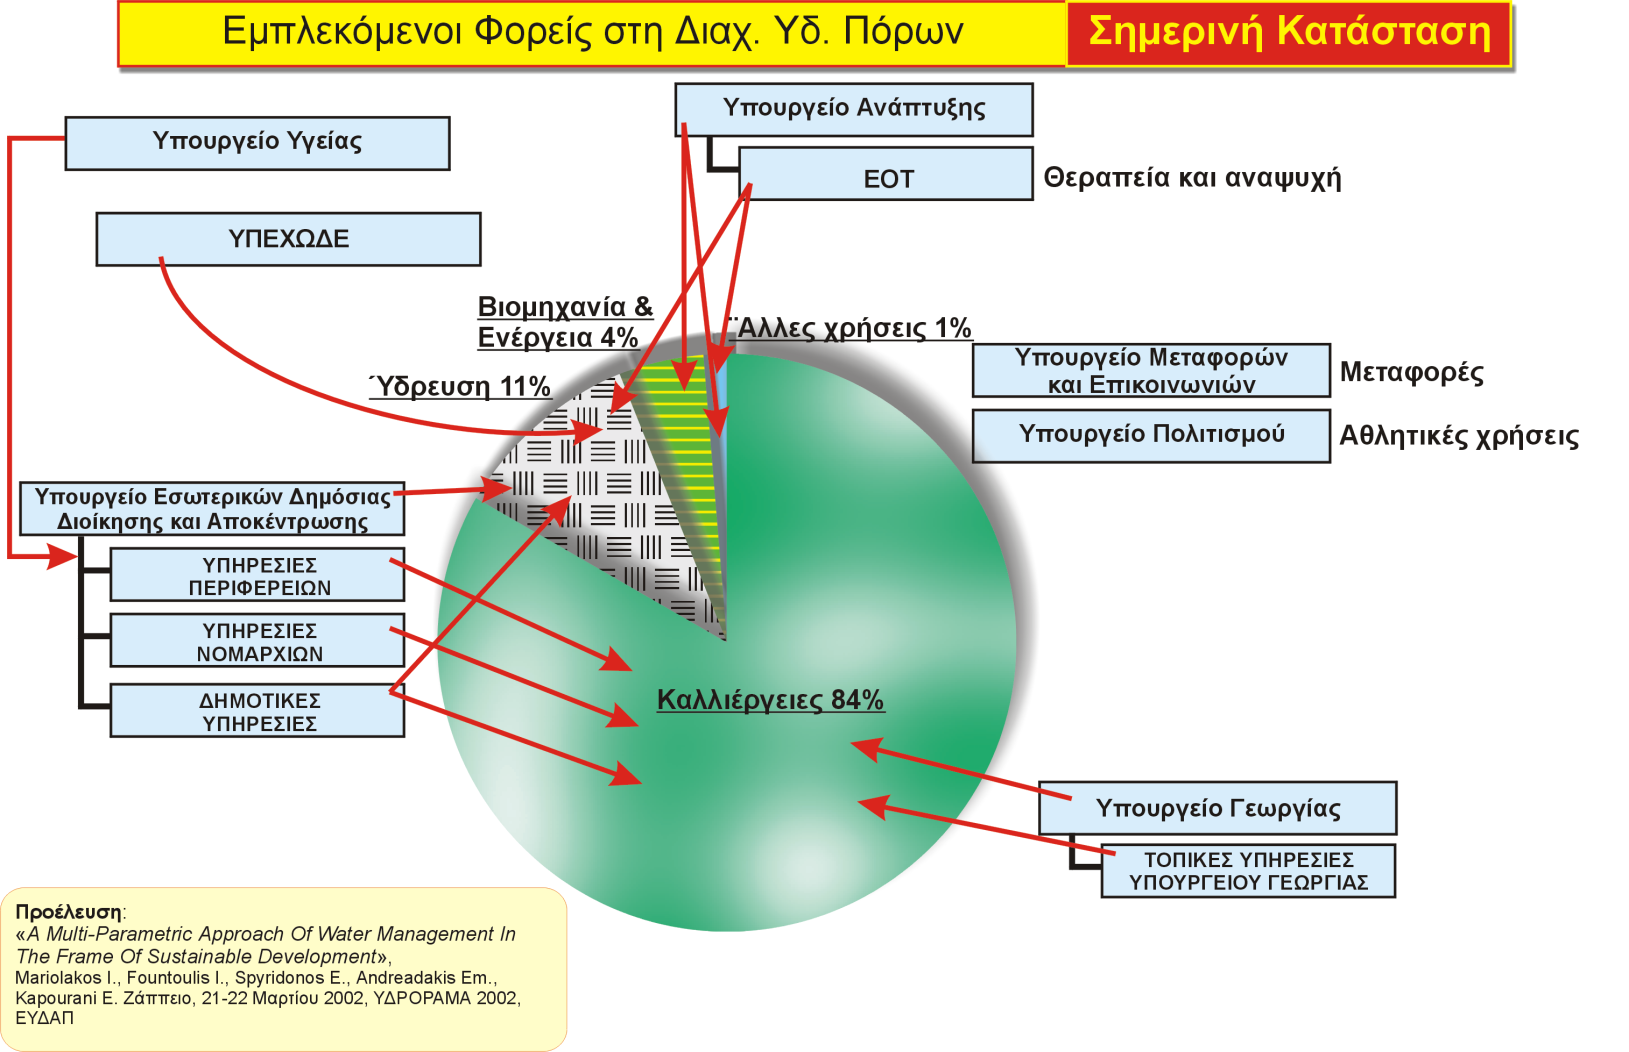 Εμπλεκόμενοι Φορείς στη Διαχ. Υδ. Πόρων
Σημερινή Κατάσταση
Υπουργείο Ανάπτυξης
Υπουργείο Υγείας
ΕΟΤ
Θεραπεία και αναψυχή
ΥΠΕΧΩΔΕ
Βιομηχανία &
Ενέργεια 4%
¨Αλλες χρήσεις 1%
Υπουργείο Μεταφορών
και Επικοινωνιών
Μεταφορές
΄Υδρευση 11%
Υπουργείο Πολιτισμού
Αθλητικές χρήσεις
Υπουργείο Εσωτερικών Δημόσιας
Διοίκησης και Αποκέντρωσης
ΥΠΗΡΕΣΙΕΣ
ΠΕΡΙΦΕΡΕΙΩΝ
ΥΠΗΡΕΣΙΕΣ
ΝΟΜΑΡΧΙΩΝ
ΔΗΜΟΤΙΚΕΣ
ΥΠΗΡΕΣΙΕΣ
Καλλιέργειες 84%
Υπουργείο Γεωργίας
ΤΟΠΙΚΕΣ ΥΠΗΡΕΣΙΕΣ
ΥΠΟΥΡΓΕΙΟΥ ΓΕΩΡΓΙΑΣ
Προέλευση:
«A Multi-Parametric Approach Of Water Management In
The Frame Of Sustainable Development»,
Mariolakos I., Fountoulis I., Spyridonos E., Andreadakis Em.,
Kapourani E. Ζάππειο, 21-22 Μαρτίου 2002, ΥΔΡΟΡΑΜΑ 2002,
ΕΥΔΑΠ